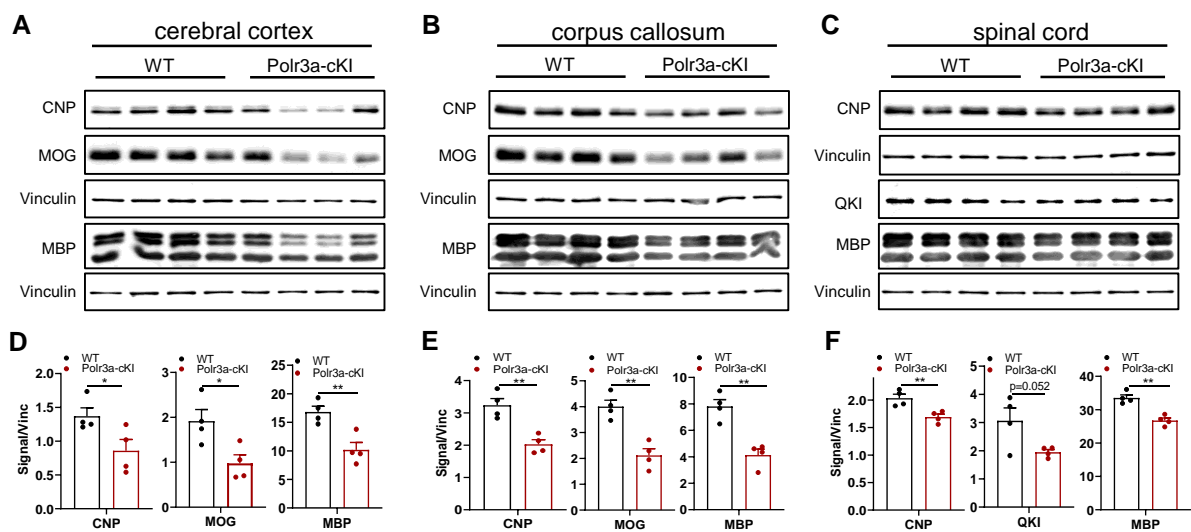 A
cerebral cortex
WT Polr3a-cKI
CNP
MOG
Vinculin
MBP
Vinculin
B
corpus callosum
WT Polr3a-cKI
CNP
MOG
Vinculin
MBP
Vinculin
C
spinal cord
WT Polr3a-cKI
CNP
Vinculin
QKI
MBP
Vinculin
D
Signal/Vinc
WT
Polr3a-cKI
*
2.0
1.5
1.0
0.5
0.0
CNP
WT
Polr3a-cKI
*
3
2
1
0
MOG
WT
Polr3a-cKI
**
25
20
15
10
5
0
MBP
E
Signal/Vinc
WT
Polr3a-cKI
**
4
3
2
1
0
CNP
WT
Polr3a-cKI
**
5
4
3
2
1
0
MOG
WT
Polr3a-cKI
**
8
6
4
2
0
MBP
F
Signal/Vinc
WT
Polr3a-cKI
**
2.5
2.0
1.5
1.0
0.5
0.0
CNP
WT
Polr3a-cKI
p=0.052
4
3
2
1
0
QKI
WT
Polr3a-cKI
**
40
30
20
10
0
MBP